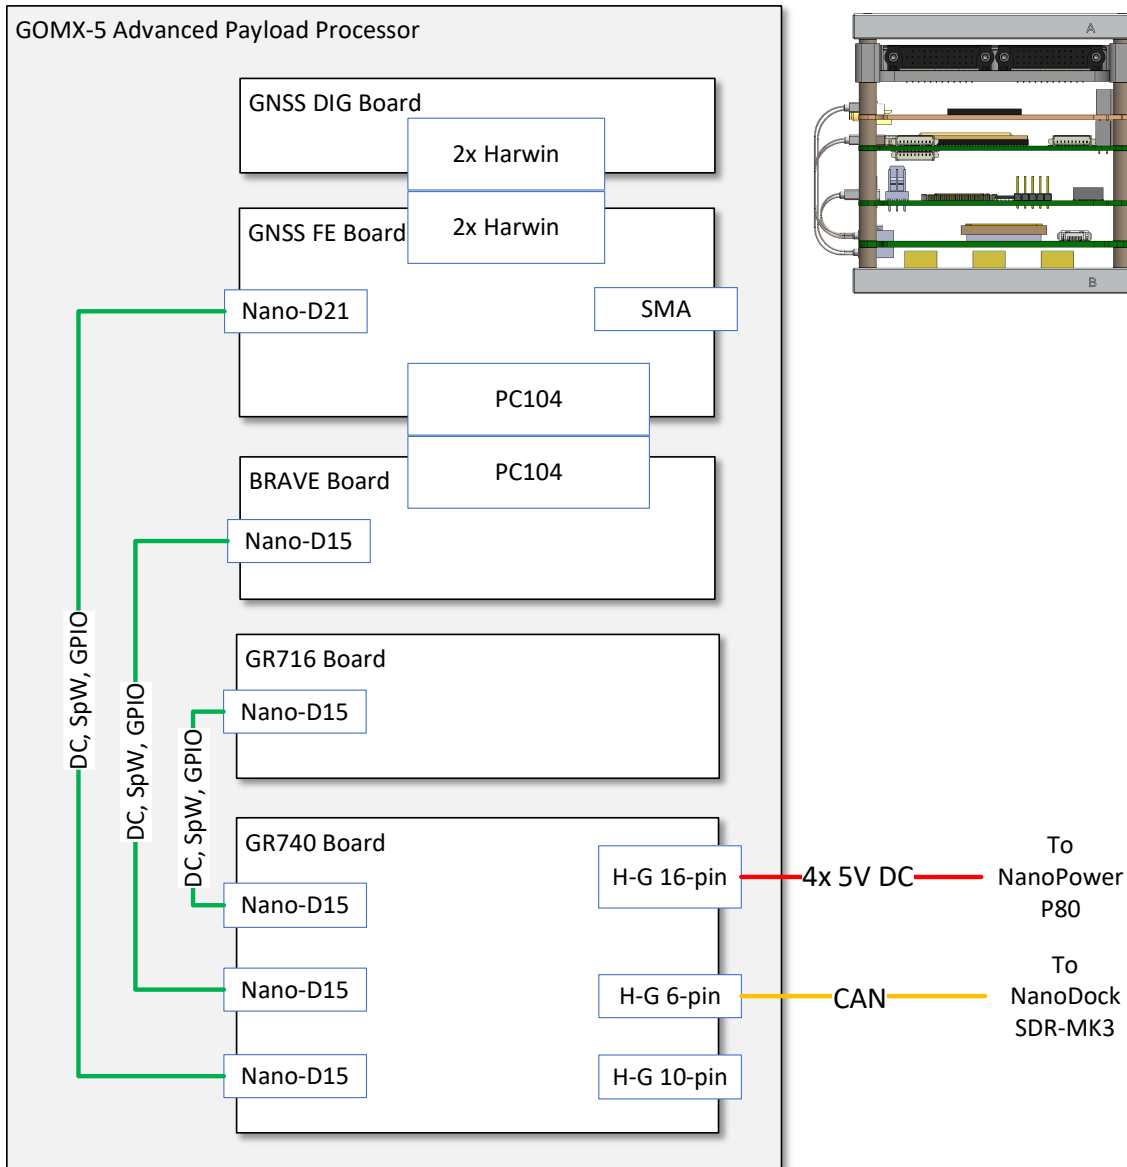 GOMX-5 Advanced Payload Processor
A
GNSS DIG Board
2x Harwin
2x Harwin
GNSS FE Board
B
Nano-D21
SMA
PC104
PC104
BRAVE Board
Nano-D15
DC, SpW, GPIO
DC, SpW, GPIO
DC, SpW, GPIO
GR716 Board
Nano-D15
GR740 Board
H-G 16-pin
4x 5V DC
To
NanoPower
P80
Nano-D15
Nano-D15
H-G 6-pin
CAN
To
NanoDock
SDR-MK3
Nano-D15
H-G 10-pin